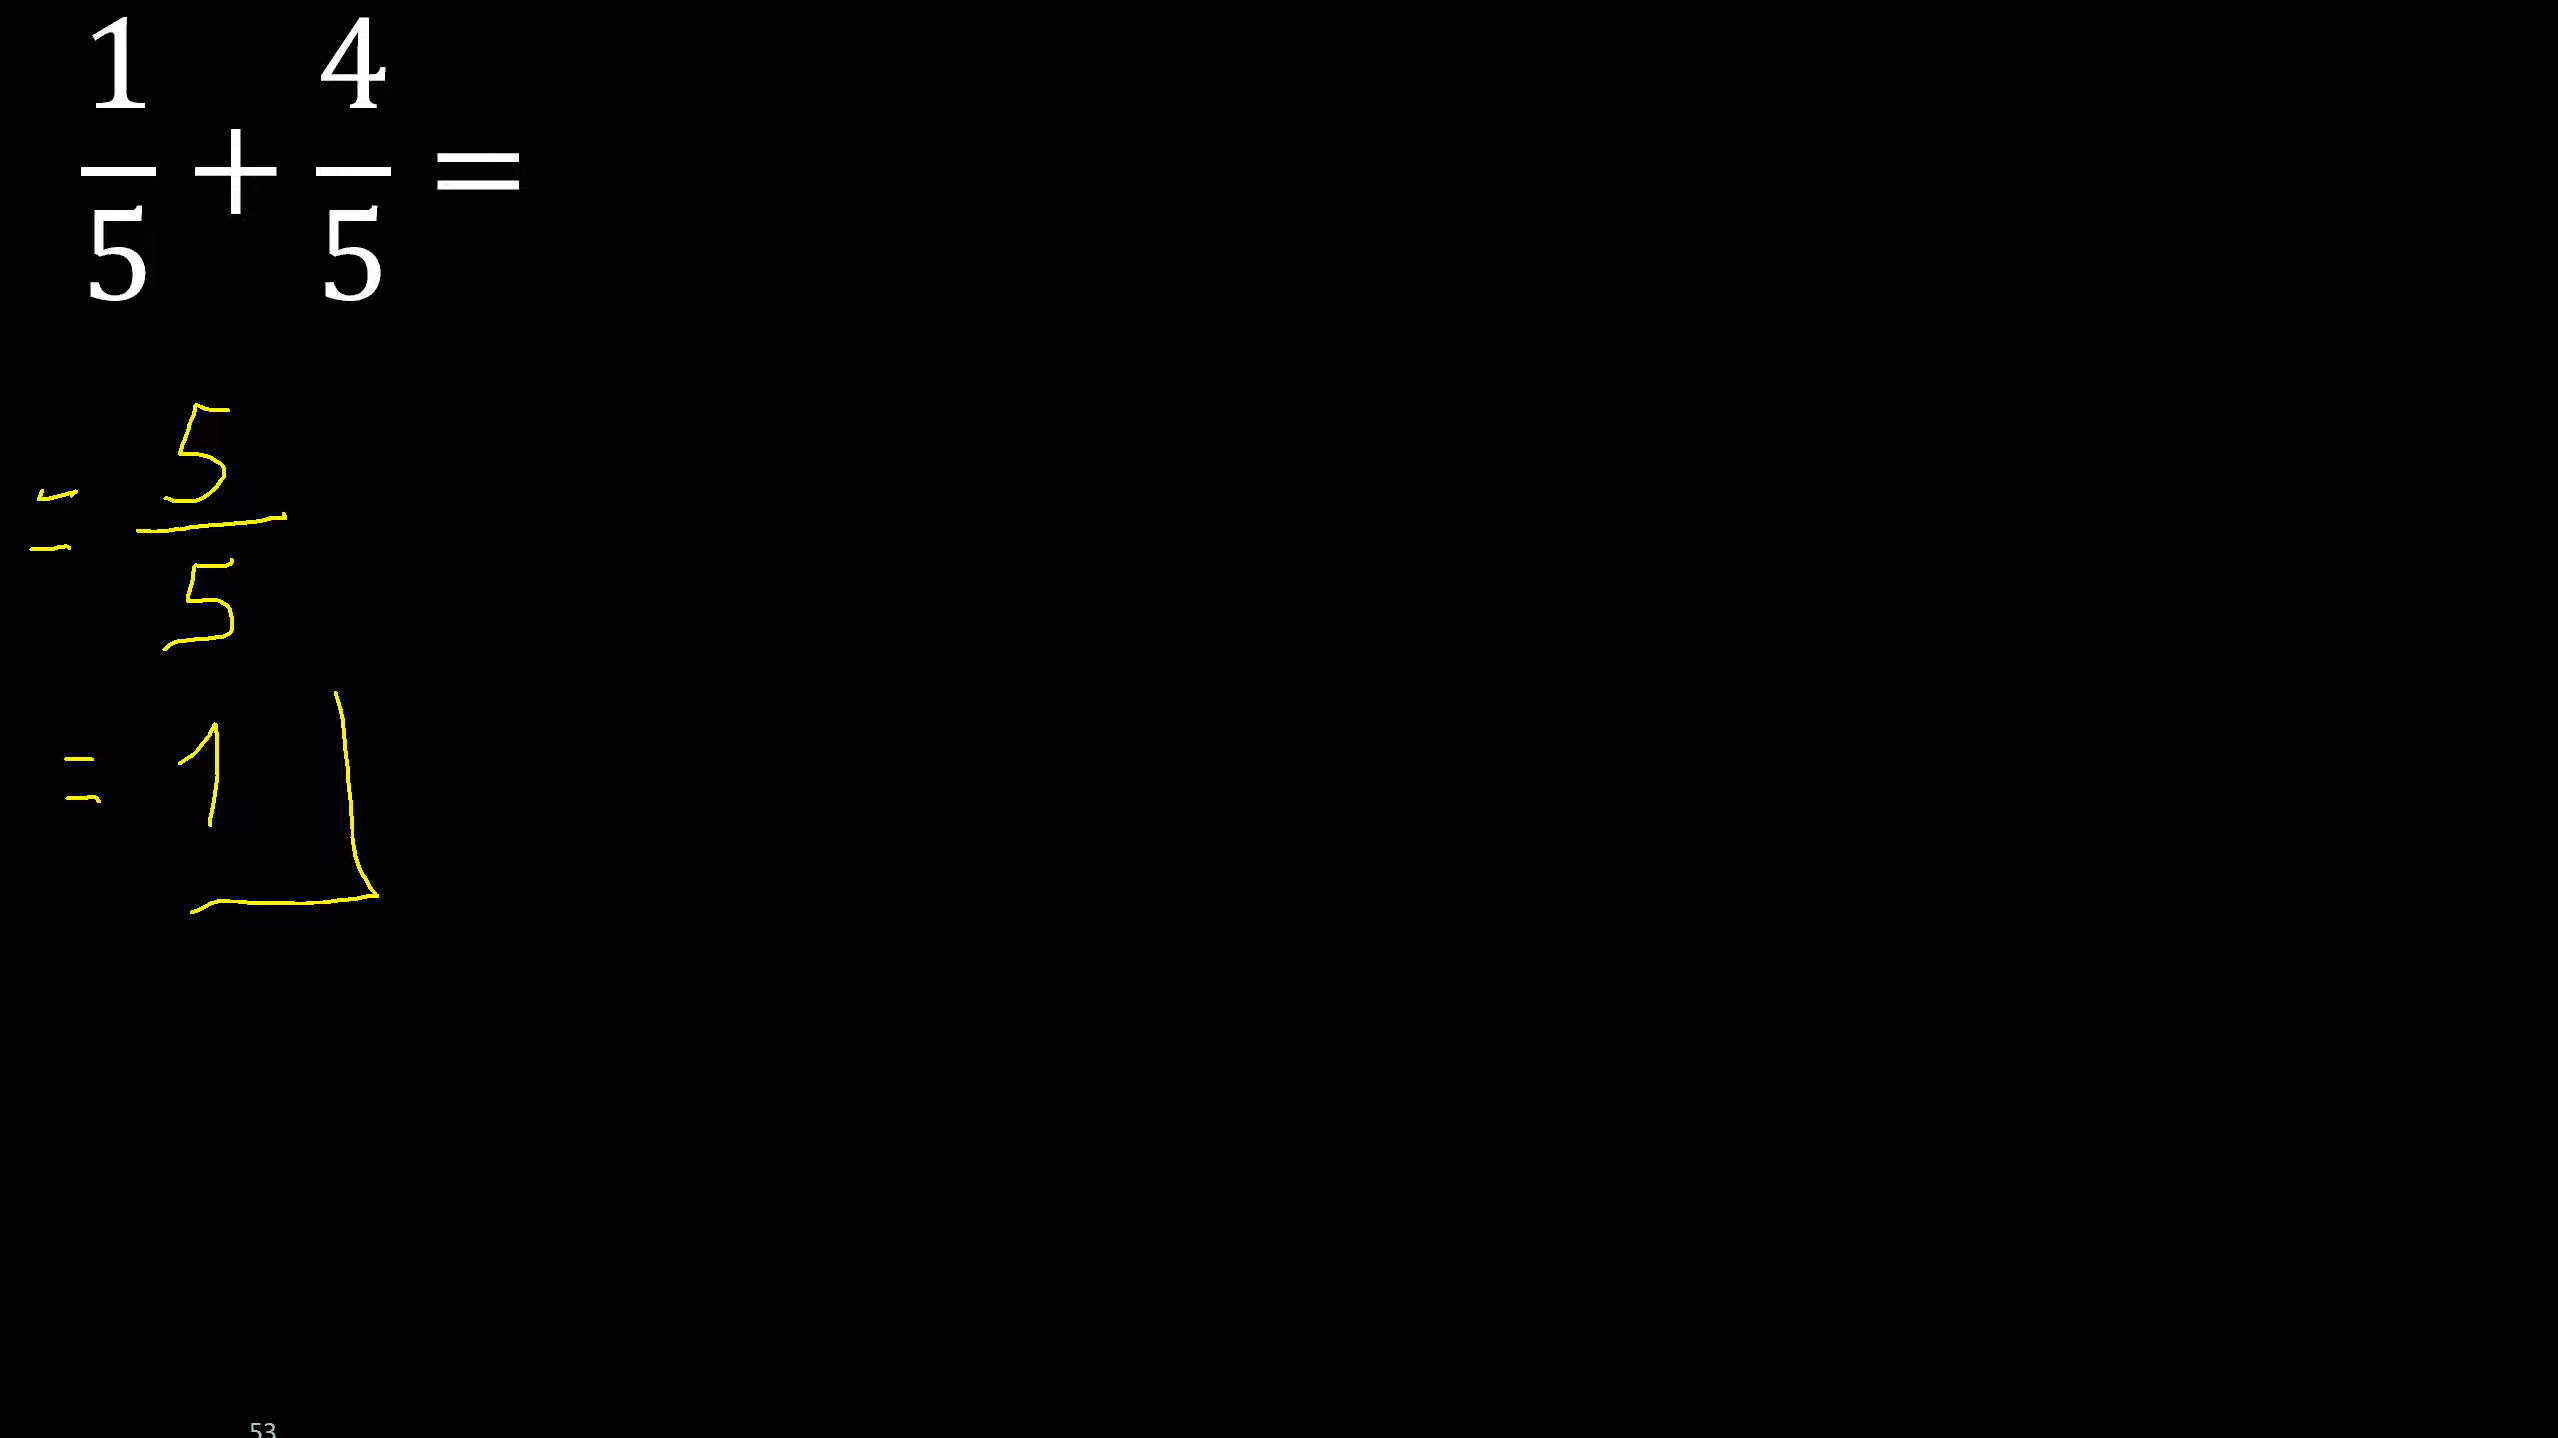 1/5 + 4/5 =
= 5/5
= 1
53